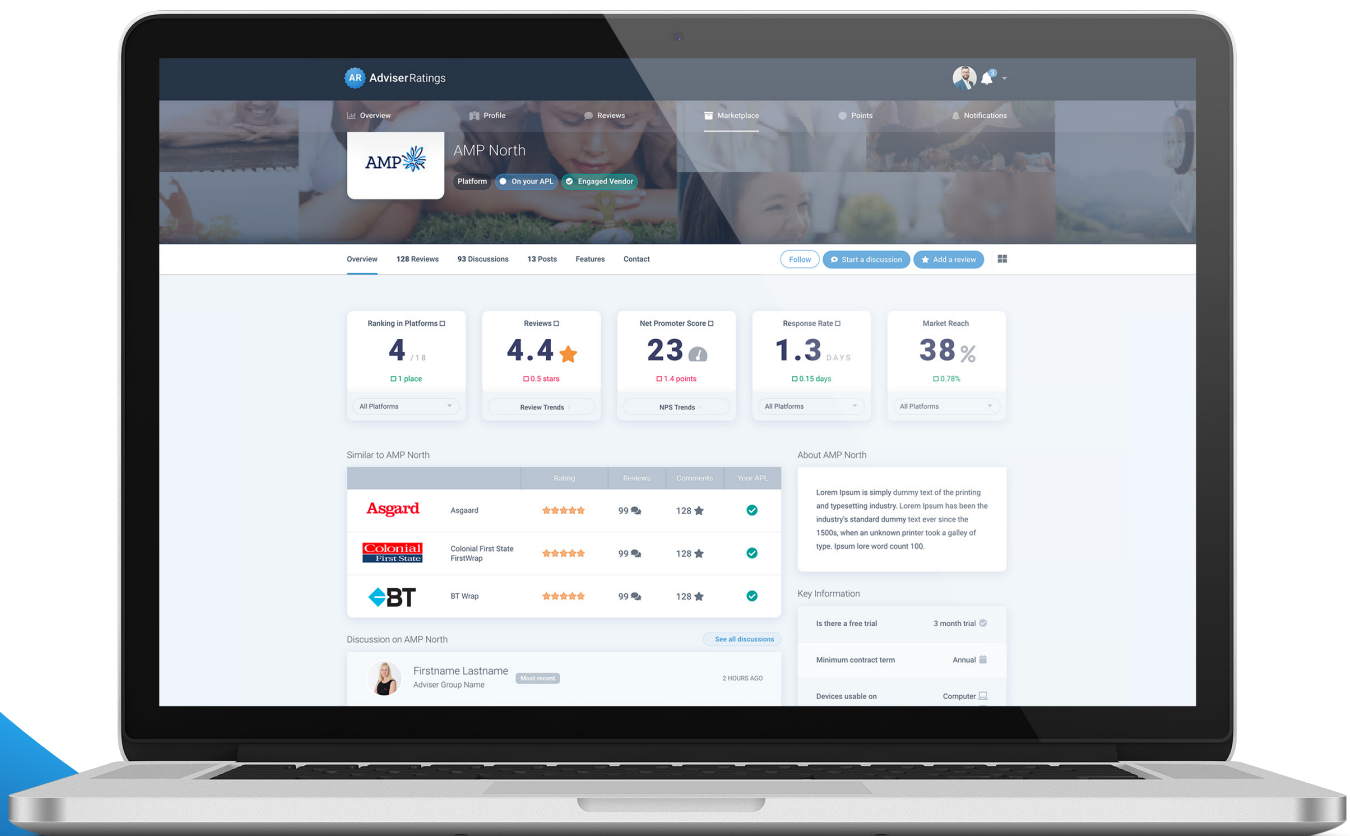 AR AdviserRatings
3
Overview Profile Reviews Marketplace Points Notifications
AMP
AMP North
Platform On your APL Engaged Vendor
Overview 128 Reviews 93 Discussions 13 Posts Features Contact Follow Start a discussion Add a review
Ranking in Platforms Reviews Net Promoter Score Response Rate Market Reach
4 /18 4.4 23 1.3 DAYS 38%
1 place 0.5 stars 1.4 points 0.15 days 0.78%
All Platforms Review Trends NPS Trends All Platforms All Platforms
Similar to AMP North
Rating Reviews Comments Your APL
Asgard Asgaard 99 128
Colonial First State Colonial First State
FirstWrap 99 128
BT BT Wrap 99 128
Discussion on AMP North See all discussions
Firstname Lastname Most recent 2 HOURS AGO
Adviser Group Name
About AMP North
Lorem Ipsum is simply dummy text of the printing
and typesetting industry. Lorem Ipsum has been the
industry's standard dummy text ever since the
1500s, when an unknown printer took a galley of
type. Ipsum lore word count 100.
Key Information
Is there a free trial 3 month trial
Minimum contract term Annual
Devices usable on Computer